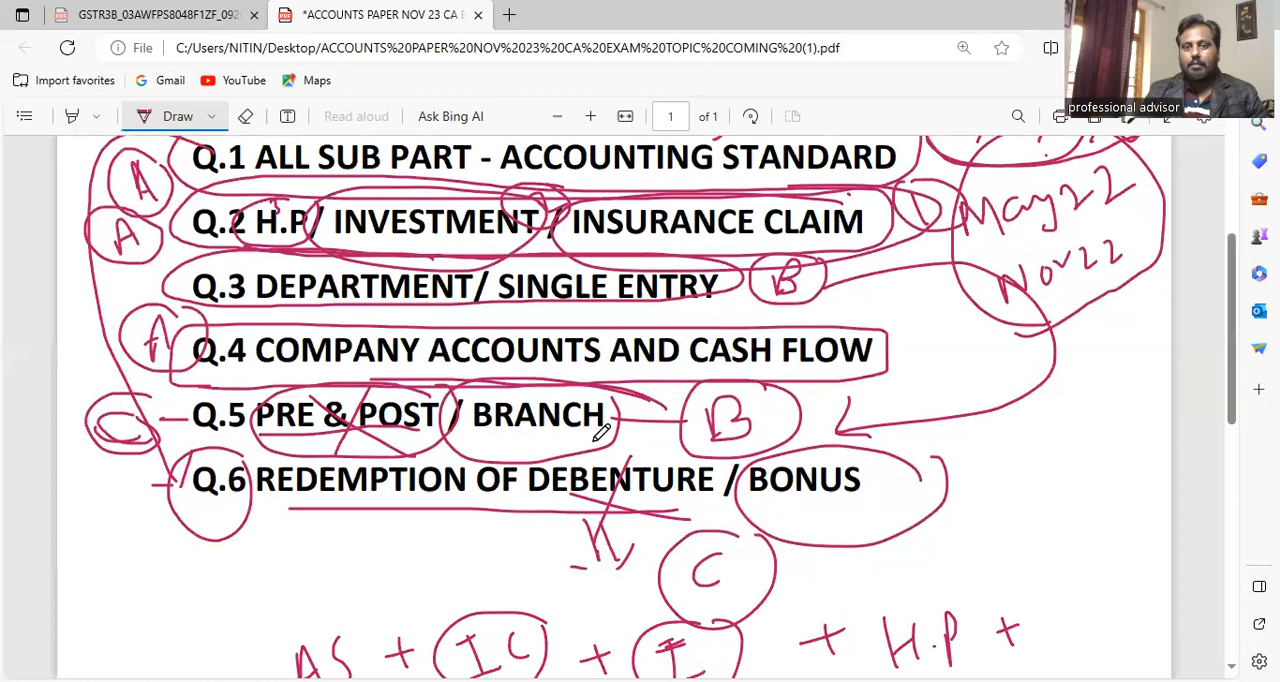 GSTR3B_03AWFPS8048F1ZF_092 × *ACCOUNTS PAPER NOV 23 CA E × +
File C:/Users/NITIN/Desktop/ACCOUNTS%20PAPER%20NOV%2023%20CA%20EXAM%20TOPIC%20COMING%20(1).pdf
Import favorites Gmail YouTube Maps
professional advisor
Draw Read aloud Ask Bing AI 1 of 1
A Q.1 ALL SUB PART - ACCOUNTING STANDARD
May 22
A Q.2 H.P/ INVESTMENT / INSURANCE CLAIM
Nov 22
Q.3 DEPARTMENT/ SINGLE ENTRY B
A Q.4 COMPANY ACCOUNTS AND CASH FLOW
C Q.5 PRE & POST / BRANCH B
Q.6 REDEMPTION OF DEBENTURE / BONUS
C
AS + IC + I + H.P +